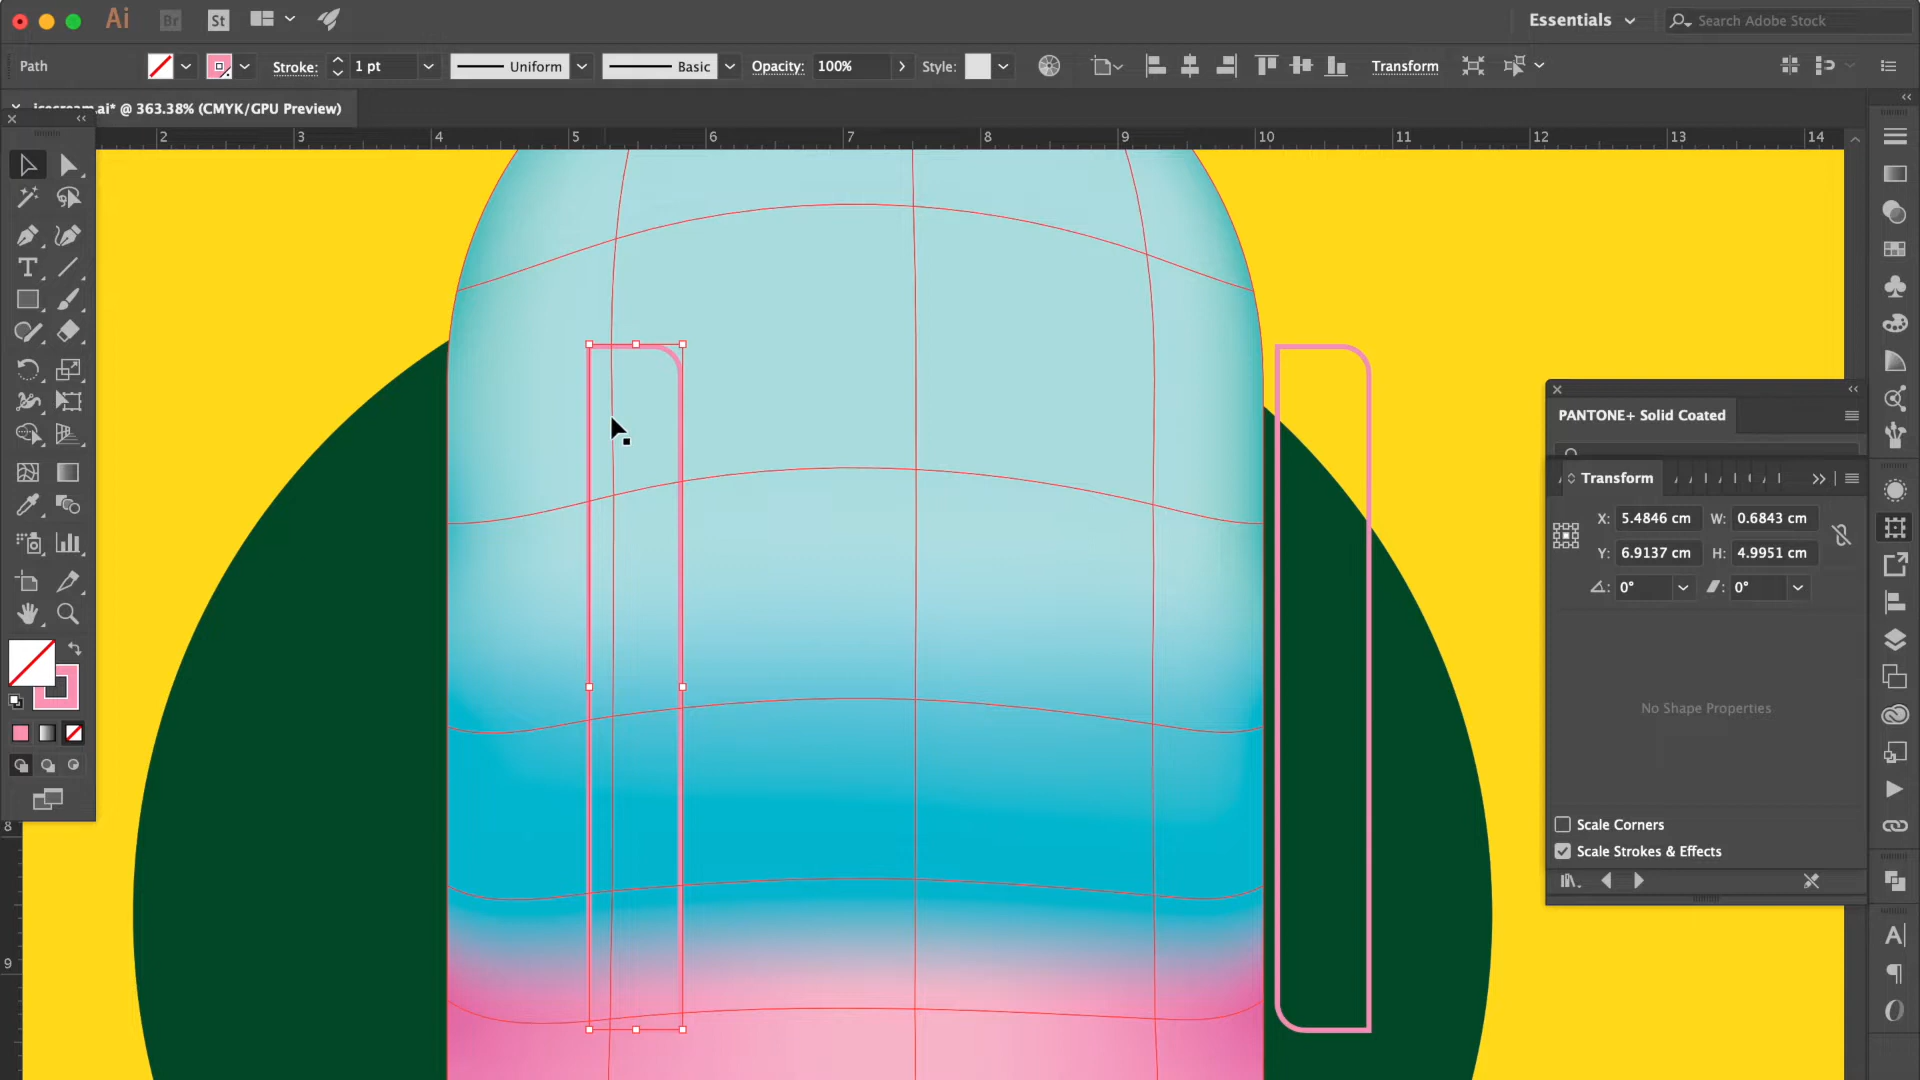 Ai Br St Essentials Search Adobe Stock
Path Stroke: 1 pt Uniform Basic Opacity: 100% Style: Transform
icecream.ai* @ 363.38% (CMYK/GPU Preview)
2 3 4 5 6 7 8 9 10 11 12 13 14
8
9
PANTONE+ Solid Coated
Transform
X: 5.4846 cm W: 0.6843 cm
Y: 6.9137 cm H: 4.9951 cm
0° 0°
No Shape Properties
Scale Corners
Scale Strokes & Effects